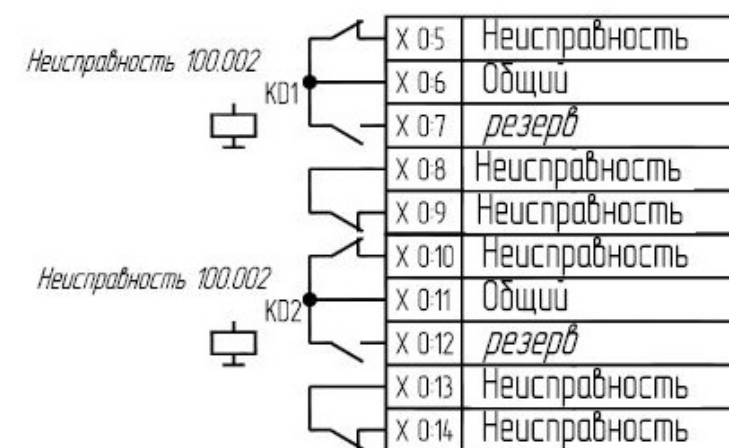 X 0:5 Неисправность
Неисправность 100.002
X 0:6 Общий
KD1
X 0:7 резерв
X 0:8 Неисправность
X 0:9 Неисправность
X 0:10 Неисправность
Неисправность 100.002
X 0:11 Общий
KD2
X 0:12 резерв
X 0:13 Неисправность
X 0:14 Неисправность